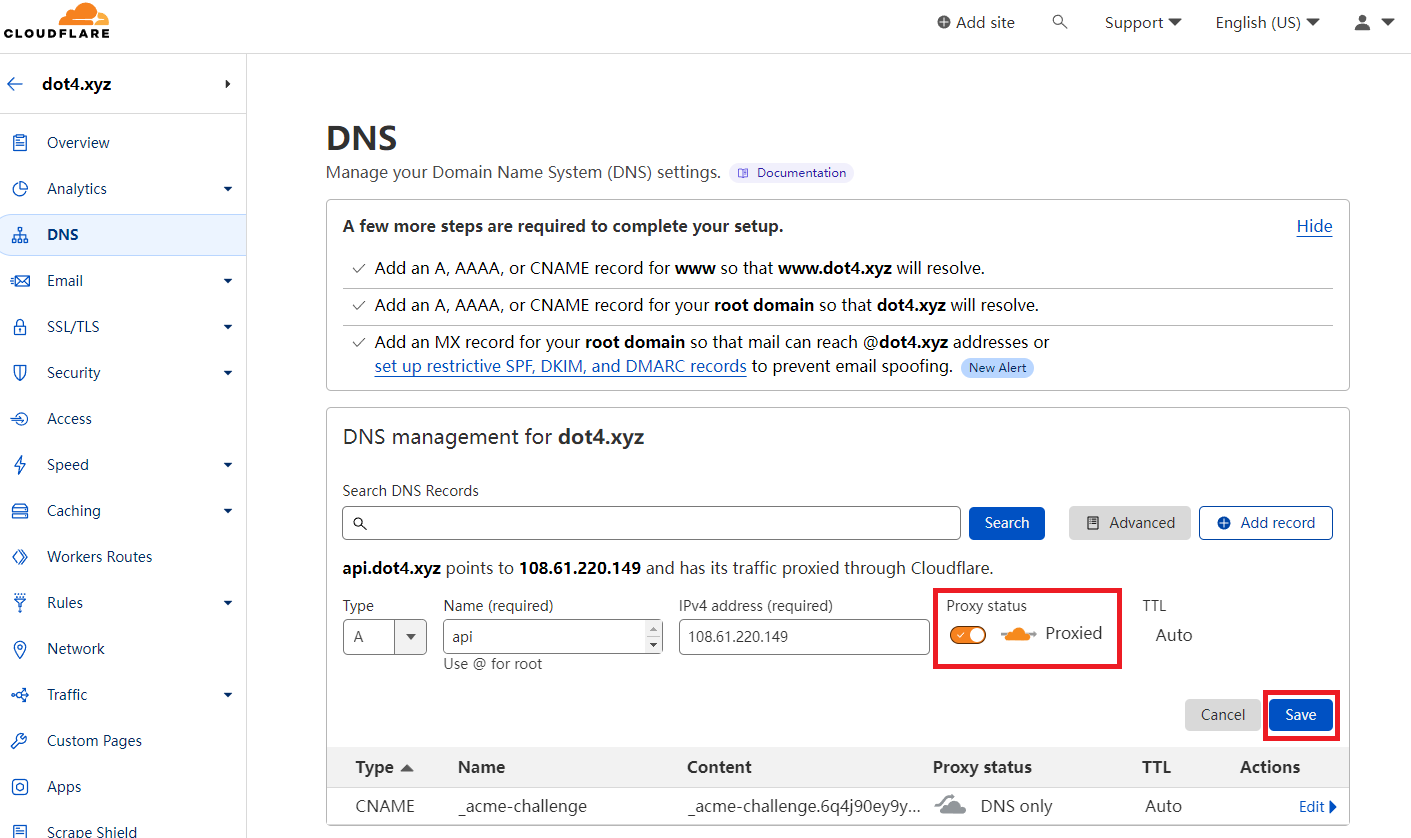 CLOUDFLARE
Add site
Support
English (US)
dot4.xyz
Overview
Analytics
DNS
Email
SSL/TLS
Security
Access
Speed
Caching
Workers Routes
Rules
Network
Traffic
Custom Pages
Apps
Scrape Shield
DNS
Manage your Domain Name System (DNS) settings. Documentation
A few more steps are required to complete your setup. Hide
Add an A, AAAA, or CNAME record for www so that www.dot4.xyz will resolve.
Add an A, AAAA, or CNAME record for your root domain so that dot4.xyz will resolve.
Add an MX record for your root domain so that mail can reach @dot4.xyz addresses or
set up restrictive SPF, DKIM, and DMARC records to prevent email spoofing. New Alert
DNS management for dot4.xyz
Search DNS Records
Search Advanced Add record
api.dot4.xyz points to 108.61.220.149 and has its traffic proxied through Cloudflare.
Type Name (required) IPv4 address (required) Proxy status TTL
A api 108.61.220.149 Proxied Auto
Use @ for root
Cancel Save
Type Name Content Proxy status TTL Actions
CNAME _acme-challenge _acme-challenge.6q4j90ey9y... DNS only Auto Edit